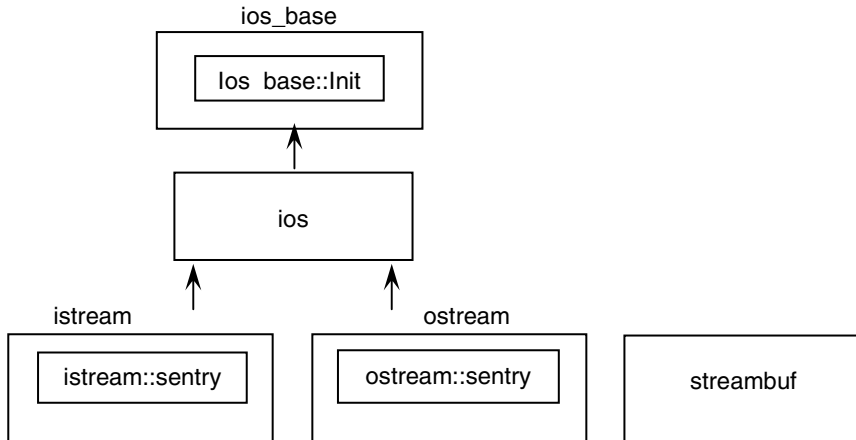 ios_base
Ios base::Init
ios
istream
ostream
istream::sentry
ostream::sentry
streambuf